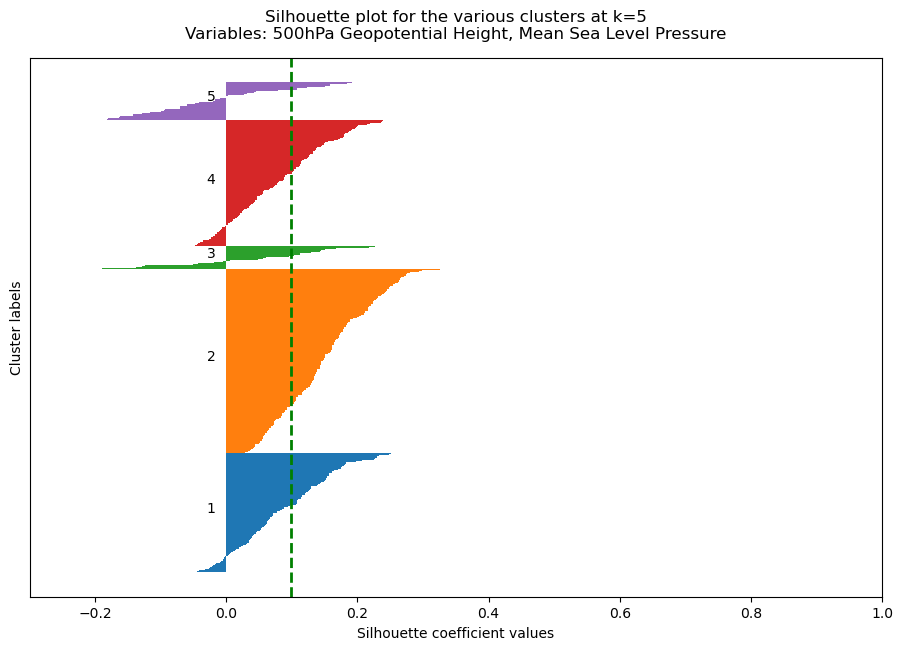 Silhouette plot for the various clusters at k=5
Variables: 500hPa Geopotential Height, Mean Sea Level Pressure
5
4
3
2
1
Cluster labels
−0.2 0.0 0.2 0.4 0.6 0.8 1.0
Silhouette coefficient values